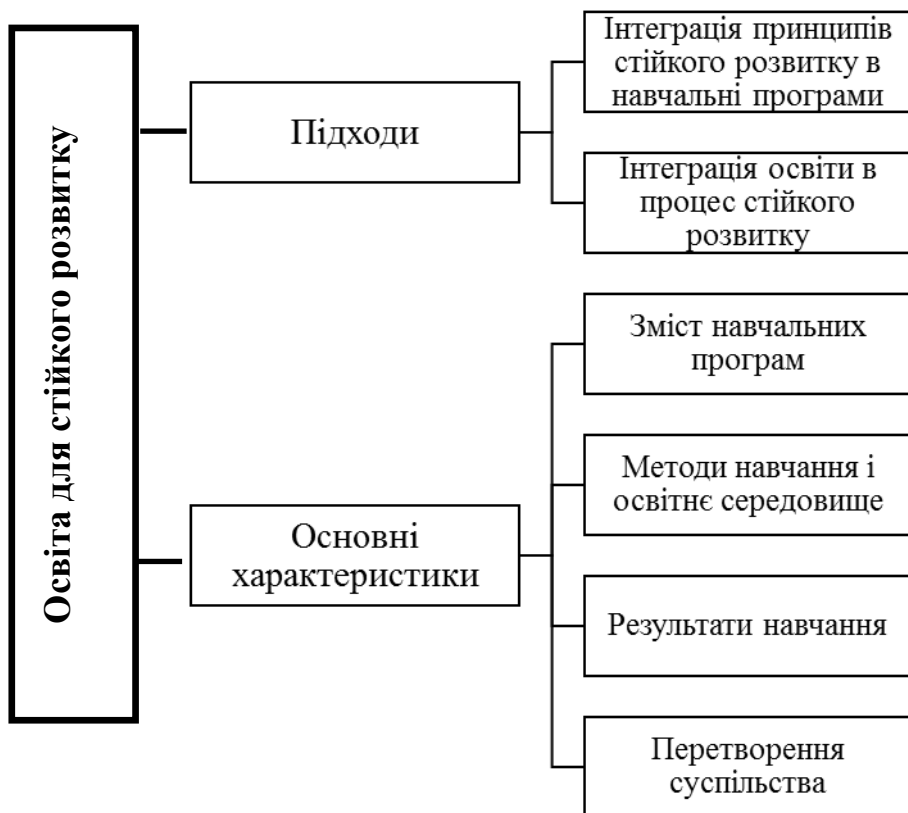 Освіта для стійкого розвитку
Підходи
Інтеграція принципів
стійкого розвитку в
навчальні програми
Інтеграція освіти в
процес стійкого
розвитку
Основні
характеристики
Зміст навчальних
програм
Методи навчання і
освітнє середовище
Результати навчання
Перетворення
суспільства